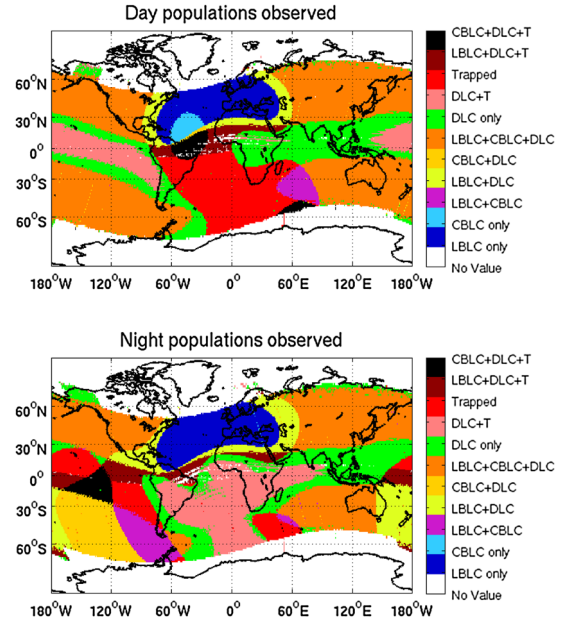 Day populations observed
60°N
30°N
0°
30°S
60°S
180°W 120°W 60°W 0° 60°E 120°E 180°E
CBLC+DLC+T
LBLC+DLC+T
Trapped
DLC+T
DLC only
LBLC+CBLC+DLC
CBLC+DLC
LBLC+DLC
LBLC+CBLC
CBLC only
LBLC only
No Value
Night populations observed
60°N
30°N
0°
30°S
60°S
180°W 120°W 60°W 0° 60°E 120°E 180°E
CBLC+DLC+T
LBLC+DLC+T
Trapped
DLC+T
DLC only
LBLC+CBLC+DLC
CBLC+DLC
LBLC+DLC
LBLC+CBLC
CBLC only
LBLC only
No Value